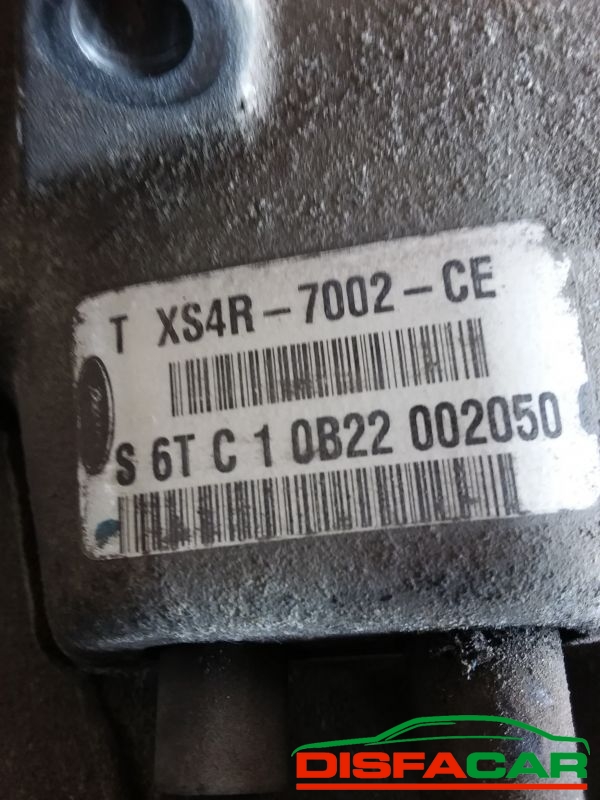 T XS4R-7002-CE
S 6T C 1 0B22 002050
DISFACAR